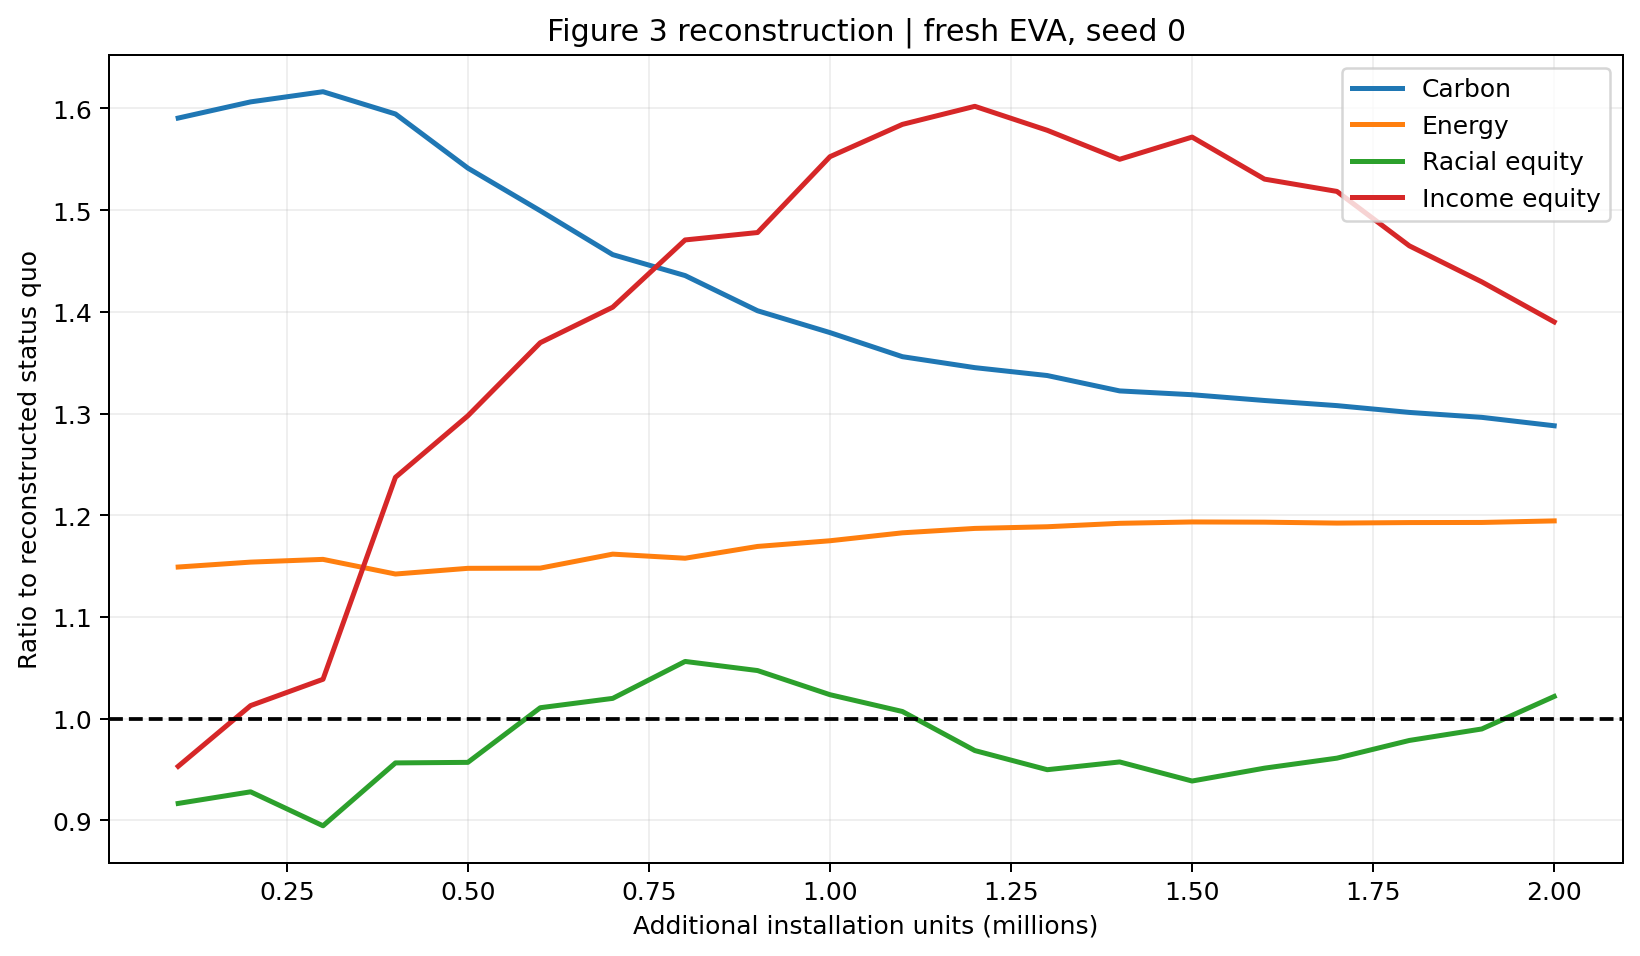 Figure 3 reconstruction | fresh EVA, seed 0
Ratio to reconstructed status quo
1.6
1.5
1.4
1.3
1.2
1.1
1.0
0.9
Carbon
Energy
Racial equity
Income equity
0.25 0.50 0.75 1.00 1.25 1.50 1.75 2.00
Additional installation units (millions)